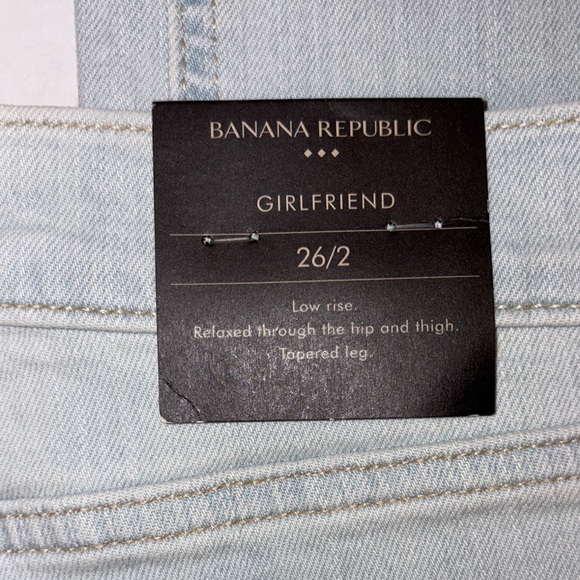 BANANA REPUBLIC
GIRLFRIEND
26/2
Low rise.
Relaxed through the hip and thigh.
Tapered leg.